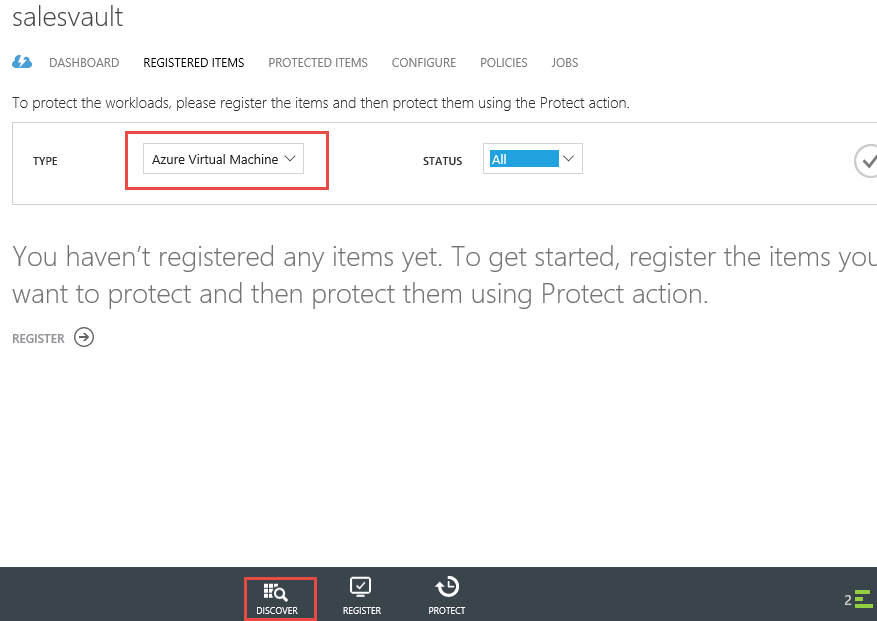 salesvault
DASHBOARD REGISTERED ITEMS PROTECTED ITEMS CONFIGURE POLICIES JOBS
To protect the workloads, please register the items and then protect them using the Protect action.
TYPE Azure Virtual Machine STATUS All
You haven't registered any items yet. To get started, register the items you
want to protect and then protect them using Protect action.
REGISTER
DISCOVER REGISTER PROTECT 2